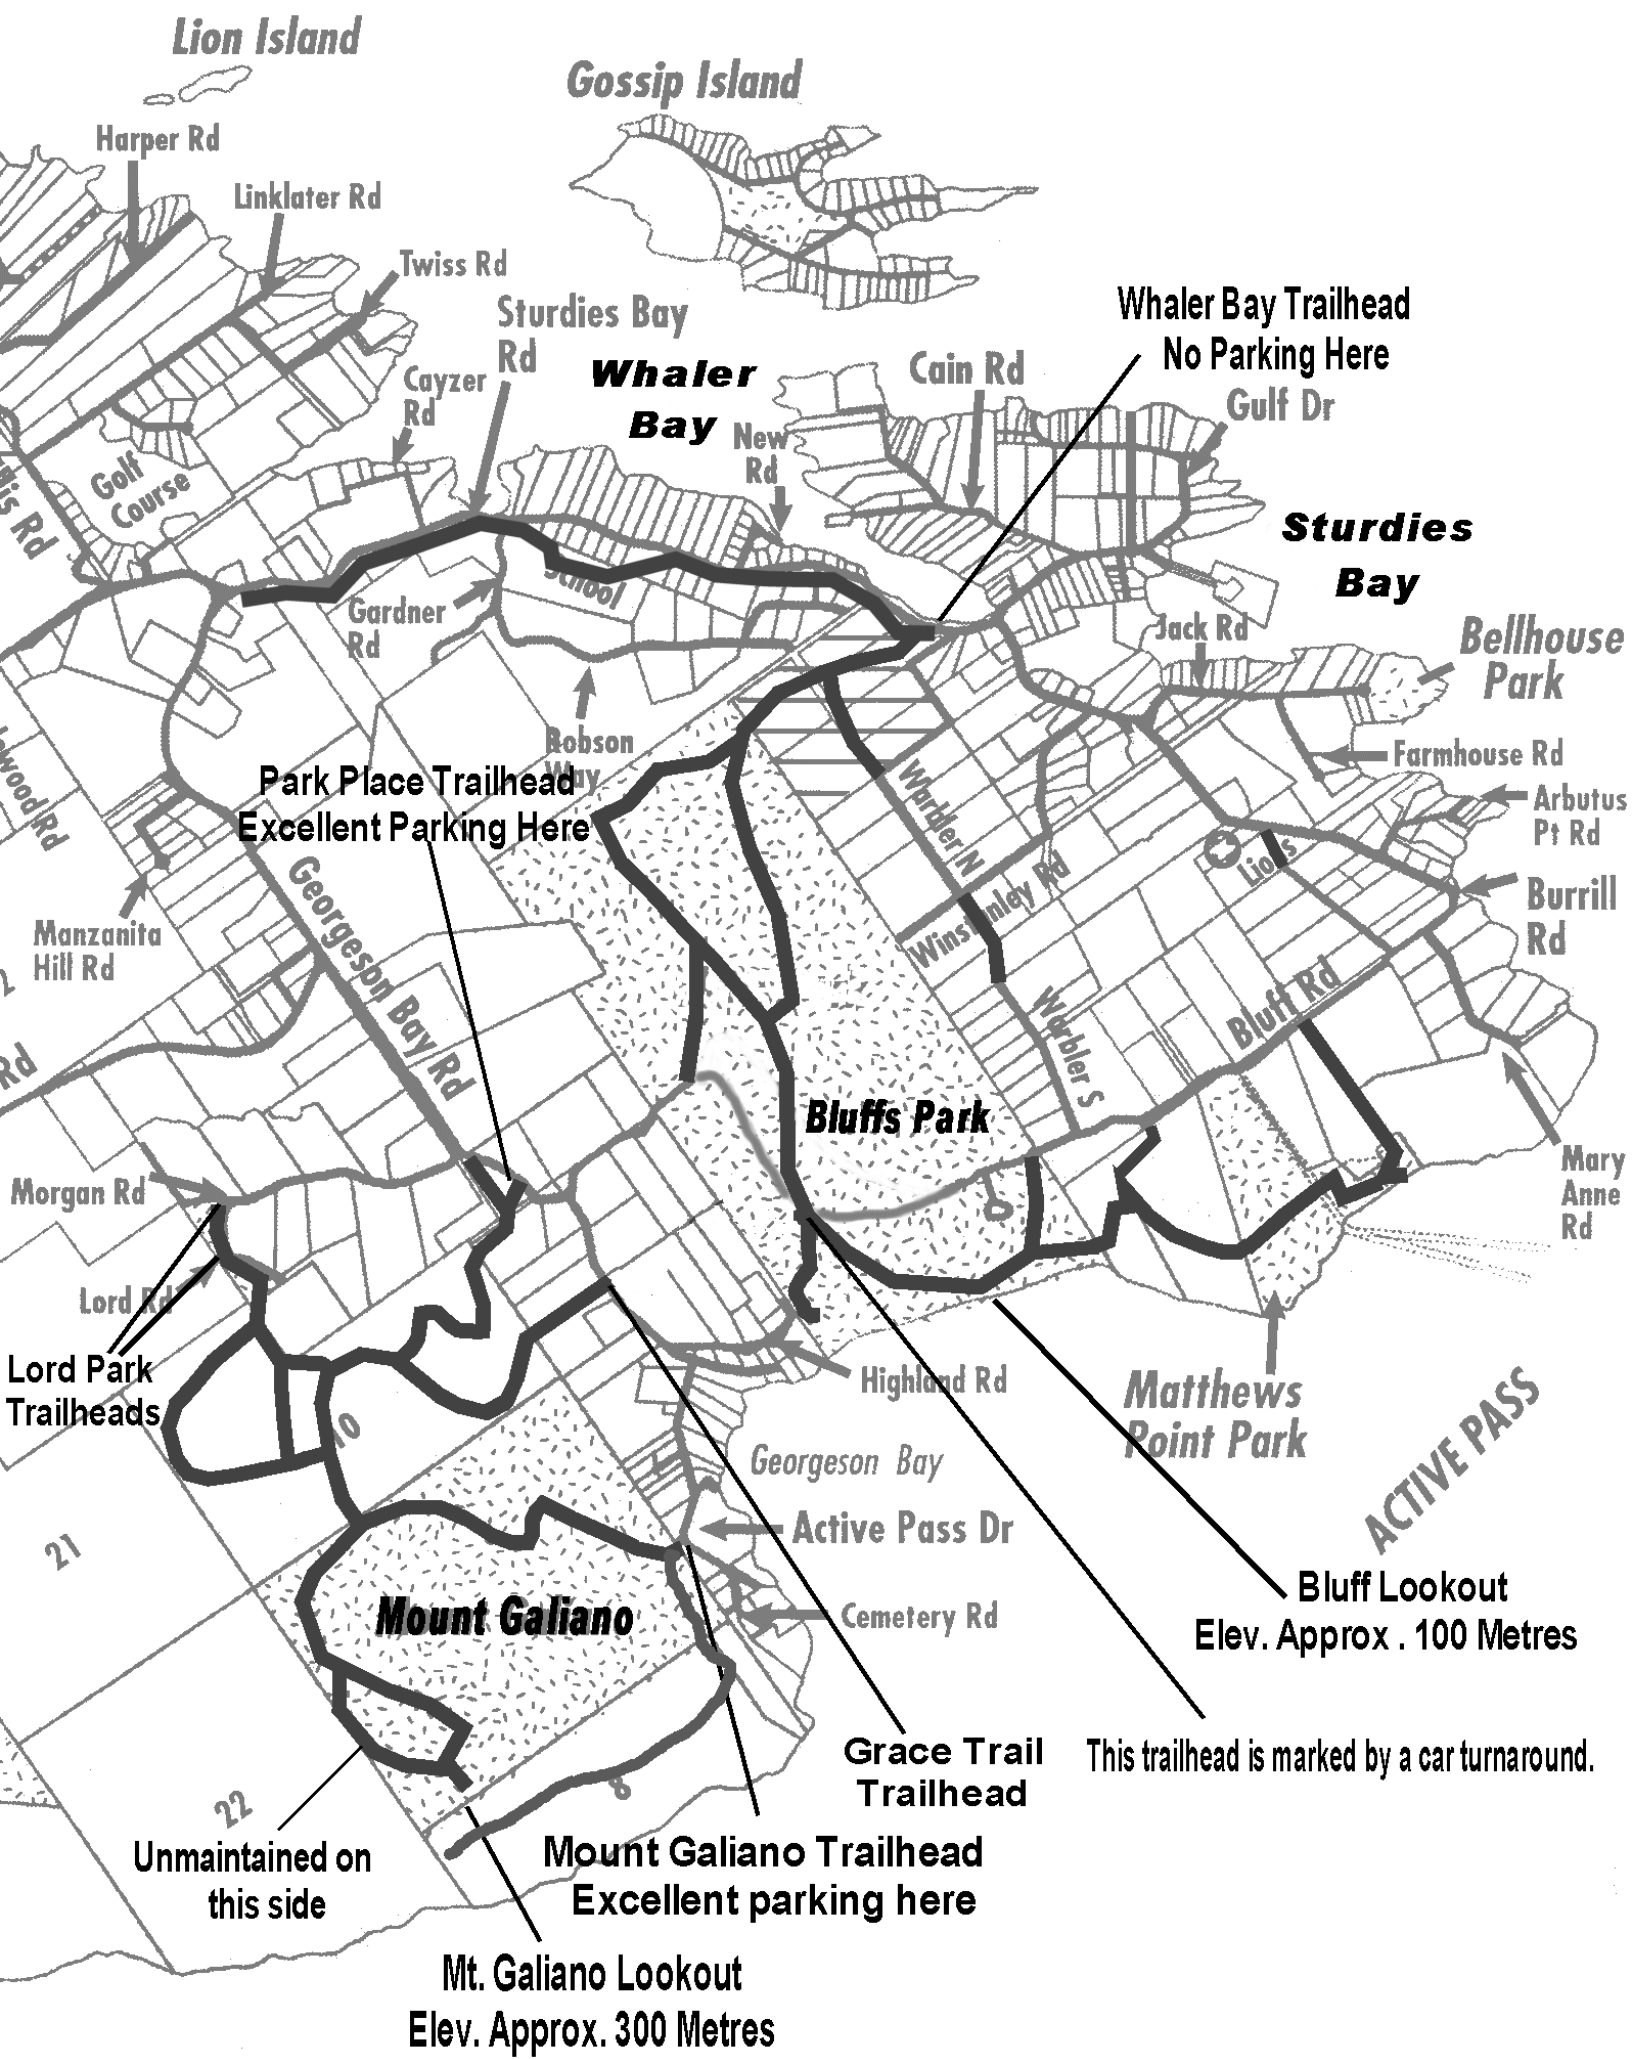 Lion Island
Gossip Island
Harper Rd
Linklater Rd
Twiss Rd
Sturdies Bay
Rd
Whaler Bay Trailhead
No Parking Here
Whaler
Bay
Cayzer
Rd
Cain Rd
Gulf Dr
New
Rd
Golf
Course
Rd
Sturdies
Bay
School
Gardner
Rd
Jack Rd
Bellhouse
Park
Robson
Way
Farmhouse Rd
Park Place Trailhead
Excellent Parking Here
Warbler N
Arbutus
Pt Rd
Rd
Lions
Winstanley Rd
Georgeson Bay Rd
Burrill
Rd
Manzanita
Hill Rd
Bluff Rd
Warbler S
Rd
Bluffs Park
Morgan Rd
Mary
Anne
Rd
Lord Rd
Lord Park
Trailheads
Highland Rd
Matthews
Point Park
10
Georgeson Bay
ACTIVE PASS
21
Active Pass Dr
Bluff Lookout
Elev. Approx . 100 Metres
Mount Galiano
Cemetery Rd
Grace Trail
Trailhead
This trailhead is marked by a car turnaround.
8
22
Unmaintained on
this side
Mount Galiano Trailhead
Excellent parking here
Mt. Galiano Lookout
Elev. Approx. 300 Metres